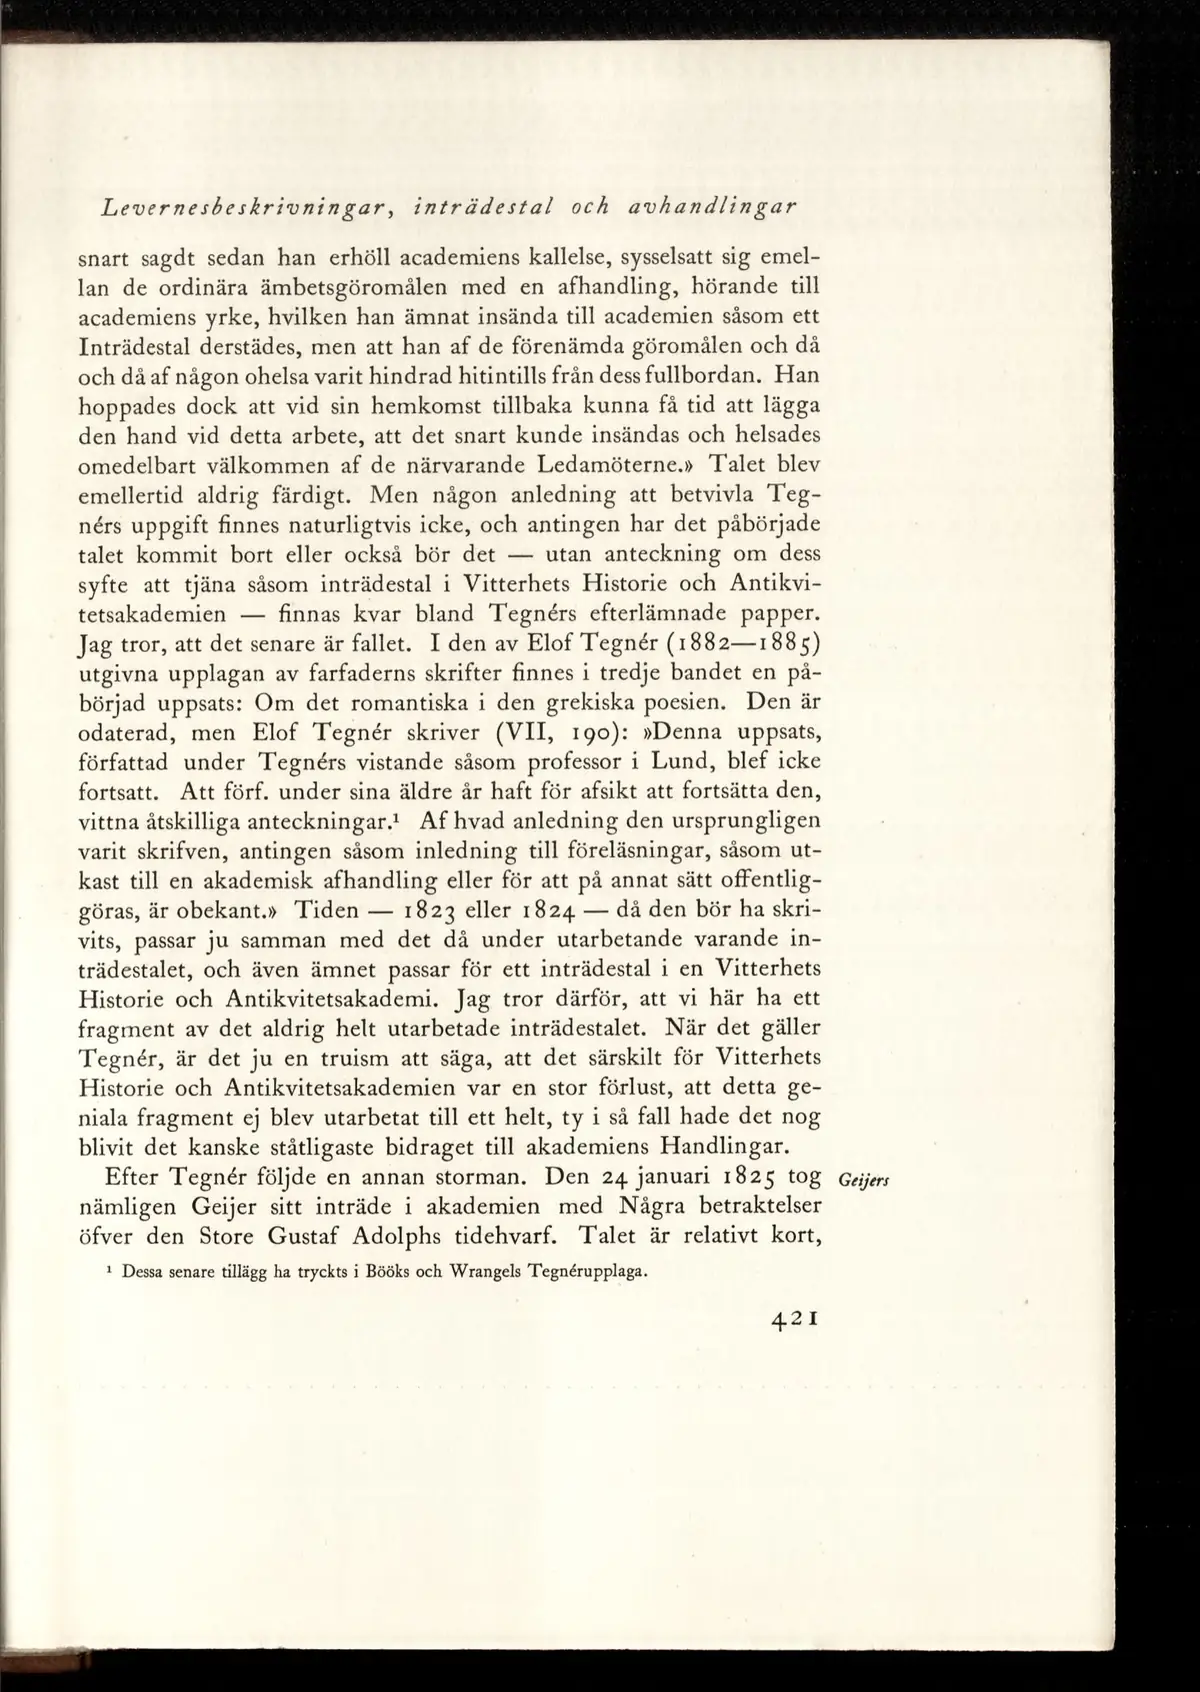 Levernesbeskrivningar, inträdestal och avhandlingar
snart sagdt sedan han erhöll academiens kallelse, sysselsatt sig emel-
lan de ordinära ämbetsgöromålen med en afhandling, hörande till
academiens yrke, hvilken han ämnat insända till academien såsom ett
Inträdestal derstädes, men att han af de förenämda göromålen och då
och då af någon ohelsa varit hindrad hitintills från dess fullbordan. Han
hoppades dock att vid sin hemkomst tillbaka kunna få tid att lägga
den hand vid detta arbete, att det snart kunde insändas och helsades
omedelbart välkommen af de närvarande Ledamöterne.» Talet blev
emellertid aldrig färdigt. Men någon anledning att betvivla Teg-
nérs uppgift finnes naturligtvis icke, och antingen har det påbörjade
talet kommit bort eller också bör det — utan anteckning om dess
syfte att tjäna såsom inträdestal i Vitterhets Historie och Antikvi-
tetsakademien — finnas kvar bland Tegnérs efterlämnade papper.
Jag tror, att det senare är fallet. I den av Elof Tegnér (1882—1885)
utgivna upplagan av farfaderns skrifter finnes i tredje bandet en på-
börjad uppsats: Om det romantiska i den grekiska poesien. Den är
odaterad, men Elof Tegnér skriver (VII, 190): »Denna uppsats,
författad under Tegnérs vistande såsom professor i Lund, blef icke
fortsatt. Att förf. under sina äldre år haft för afsikt att fortsätta den,
vittna åtskilliga anteckningar.¹ Af hvad anledning den ursprungligen
varit skrifven, antingen såsom inledning till föreläsningar, såsom ut-
kast till en akademisk afhandling eller för att på annat sätt offentlig-
göras, är obekant.» Tiden — 1823 eller 1824 — då den bör ha skri-
vits, passar ju samman med det då under utarbetande varande in-
trädestalet, och även ämnet passar för ett inträdestal i en Vitterhets
Historie och Antikvitetsakademi. Jag tror därför, att vi här ha ett
fragment av det aldrig helt utarbetade inträdestalet. När det gäller
Tegnér, är det ju en truism att säga, att det särskilt för Vitterhets
Historie och Antikvitetsakademien var en stor förlust, att detta ge-
niala fragment ej blev utarbetat till ett helt, ty i så fall hade det nog
blivit det kanske ståtligaste bidraget till akademiens Handlingar.
Efter Tegnér följde en annan storman. Den 24 januari 1825 tog Geijers
nämligen Geijer sitt inträde i akademien med Några betraktelser
öfver den Store Gustaf Adolphs tidehvarf. Talet är relativt kort,
¹ Dessa senare tillägg ha tryckts i Bööks och Wrangels Tegnérupplaga.
421